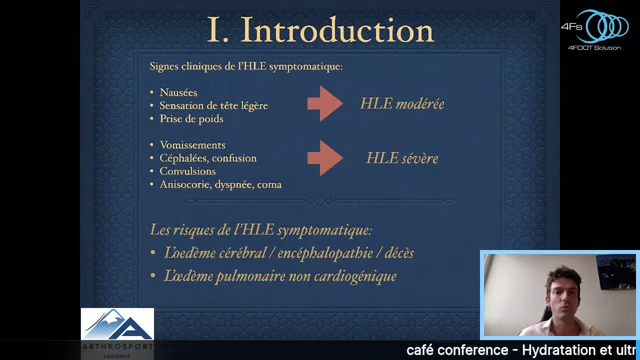 I. Introduction
4Fs
4FOOT Solution
Signes cliniques de l'HLE symptomatique:
• Nausées
• Sensation de tête légère
• Prise de poids
HLE modérée
• Vomissements
• Céphalées, confusion
• Convulsions
• Anisocorie, dyspnée, coma
HLE sévère
Les risques de l'HLE symptomatique:
• L'oedème cérébral / encéphalopathie / décès
• L'œdème pulmonaire non cardiogénique
ARTHROSPORT
café conference - Hydratation et ultr